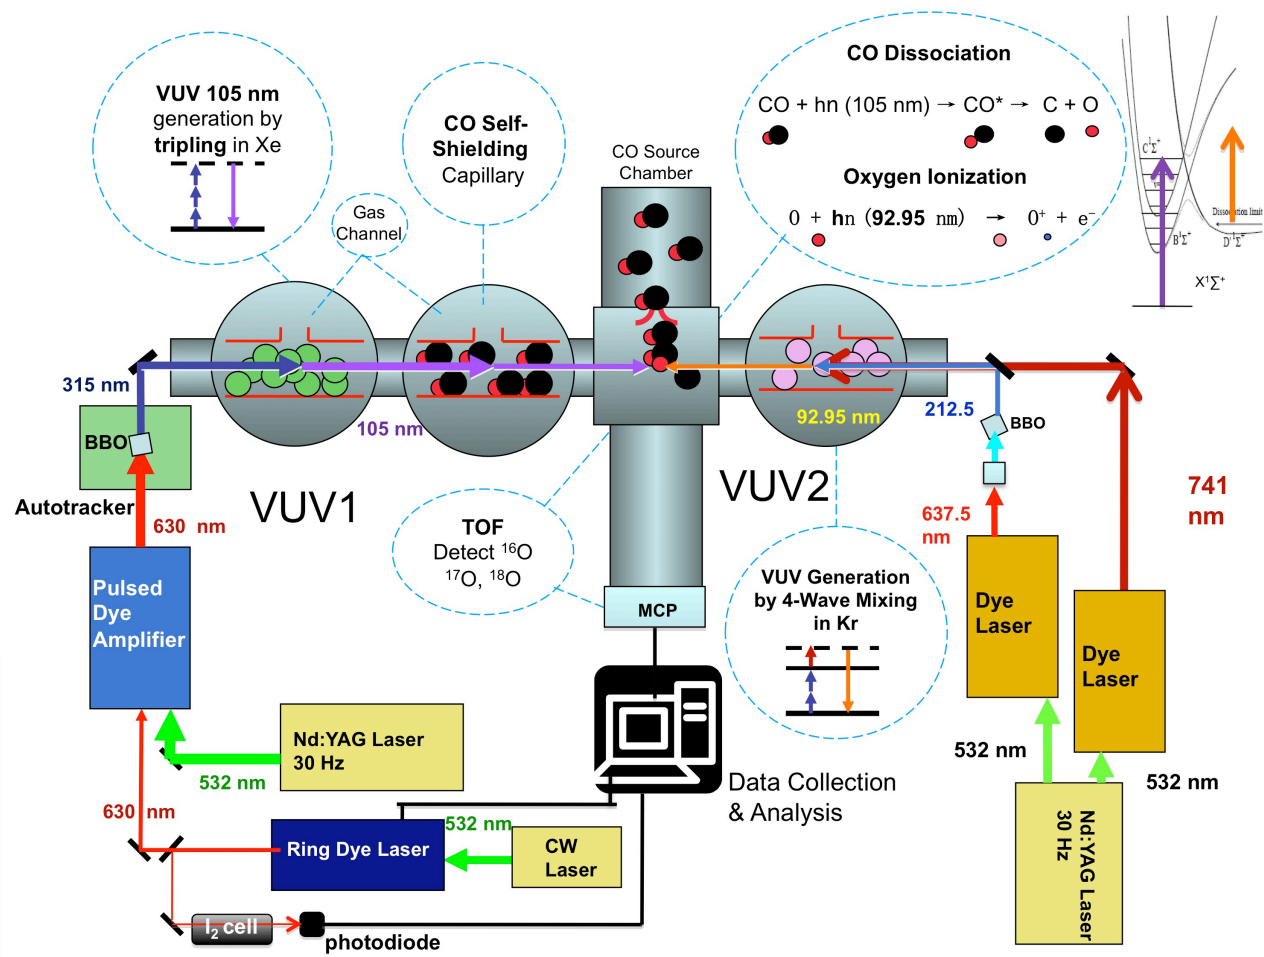 VUV 105 nm
generation by
tripling in Xe
CO Self-
Shielding
Capillary
Gas
Channel
CO Source
Chamber
CO Dissociation
CO + hn (105 nm) → CO* → C + O
Oxygen Ionization
O + hn (92.95 nm) → O⁺ + e⁻
C¹Σ⁺
B¹Σ⁺
Dissociation limit
D'¹Σ⁺
X¹Σ⁺
315 nm
BBO
Autotracker
630 nm
105 nm
VUV1
92.95 nm
VUV2
212.5
BBO
637.5
nm
741
nm
TOF
Detect ¹⁶O
¹⁷O, ¹⁸O
MCP
VUV Generation
by 4-Wave Mixing
in Kr
Pulsed
Dye
Amplifier
Dye
Laser
Dye
Laser
Nd:YAG Laser
30 Hz
532 nm
532 nm
532 nm
Nd:YAG Laser
30 Hz
Data Collection
& Analysis
630 nm
Ring Dye Laser
532 nm
CW
Laser
I₂ cell
photodiode